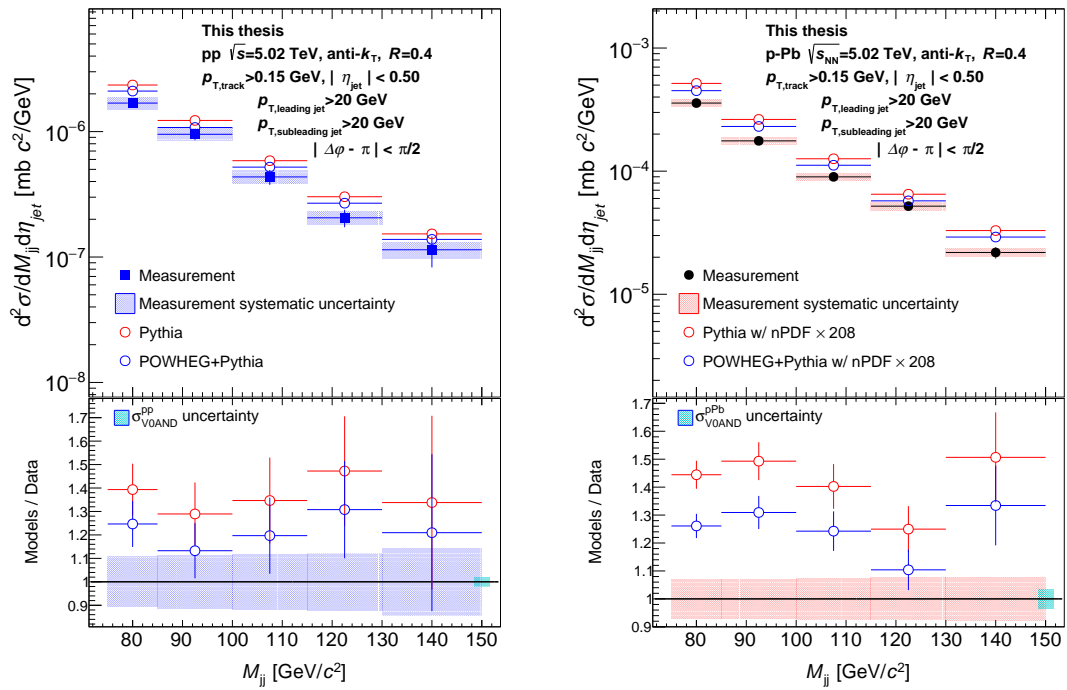 This thesis
pp √s=5.02 TeV, anti-kT, R=0.4
pT,track>0.15 GeV, | ηjet | < 0.50
pT,leading jet>20 GeV
pT,subleading jet>20 GeV
| Δφ - π | < π/2
d²σ/dMjjdηjet [mb c²/GeV]
10⁻⁶
10⁻⁷
10⁻⁸
Measurement
Measurement systematic uncertainty
Pythia
POWHEG+Pythia
σ pp V0AND uncertainty
Models / Data
1.7
1.6
1.5
1.4
1.3
1.2
1.1
1
0.9
80 90 100 110 120 130 140 150
Mjj [GeV/c²]
This thesis
p-Pb √sNN=5.02 TeV, anti-kT, R=0.4
pT,track>0.15 GeV, | ηjet | < 0.50
pT,leading jet>20 GeV
pT,subleading jet>20 GeV
| Δφ - π | < π/2
d²σ/dMjjdηjet [mb c²/GeV]
10⁻³
10⁻⁴
10⁻⁵
Measurement
Measurement systematic uncertainty
Pythia w/ nPDF × 208
POWHEG+Pythia w/ nPDF × 208
σ pPb V0AND uncertainty
Models / Data
1.7
1.6
1.5
1.4
1.3
1.2
1.1
1
0.9
80 90 100 110 120 130 140 150
Mjj [GeV/c²]